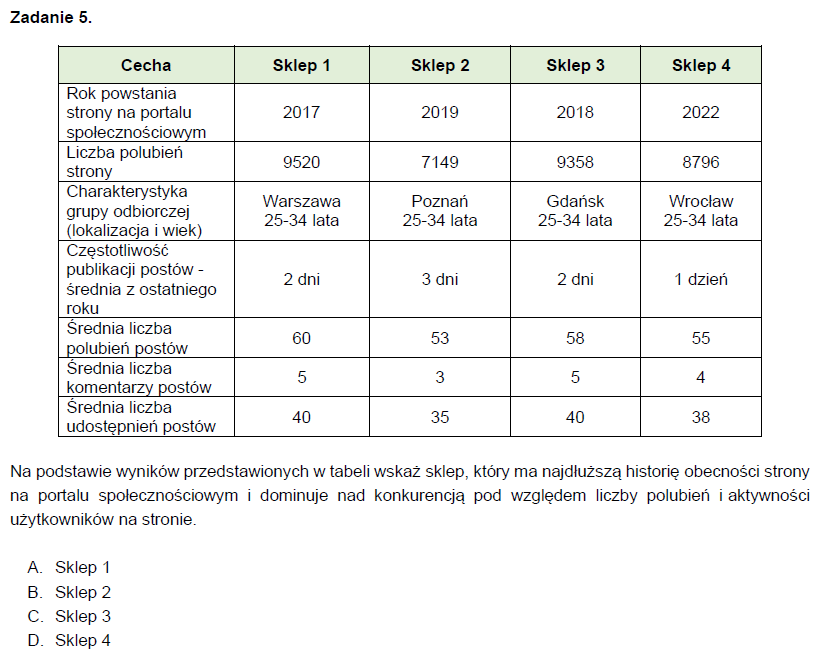 Zadanie 5.
Cecha Sklep 1 Sklep 2 Sklep 3 Sklep 4
Rok powstania
strony na portalu
społecznościowym
2017 2019 2018 2022
Liczba polubień
strony
9520 7149 9358 8796
Charakterystyka
grupy odbiorczej
(lokalizacja i wiek)
Warszawa
25-34 lata
Poznań
25-34 lata
Gdańsk
25-34 lata
Wrocław
25-34 lata
Częstotliwość
publikacji postów -
średnia z ostatniego
roku
2 dni 3 dni 2 dni 1 dzień
Średnia liczba
polubień postów
60 53 58 55
Średnia liczba
komentarzy postów
5 3 5 4
Średnia liczba
udostępnień postów
40 35 40 38
Na podstawie wyników przedstawionych w tabeli wskaż sklep, który ma najdłuższą historię obecności strony
na portalu społecznościowym i dominuje nad konkurencją pod względem liczby polubień i aktywności
użytkowników na stronie.
A. Sklep 1
B. Sklep 2
C. Sklep 3
D. Sklep 4